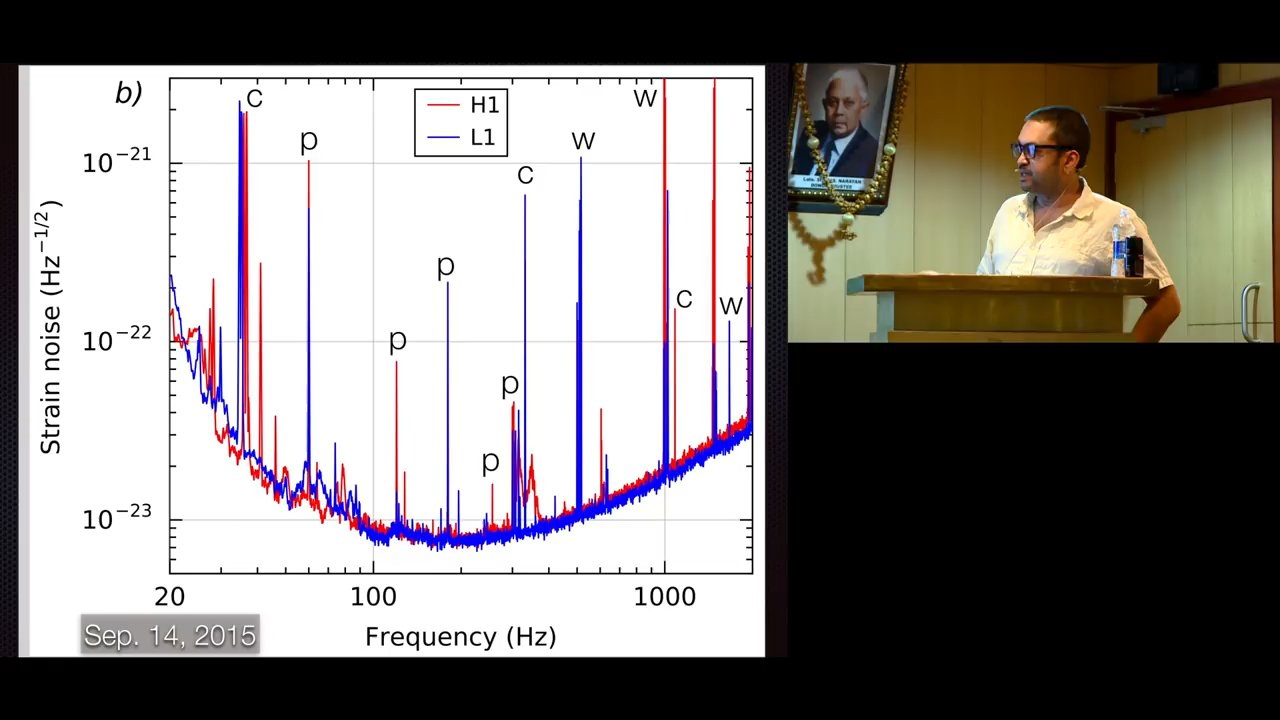 b)
H1
L1
C
p
p
p
p
p
C
W
W
C
W
10⁻²¹
10⁻²²
10⁻²³
Strain noise (Hz⁻¹/²)
20
100
1000
Frequency (Hz)
Sep. 14, 2015